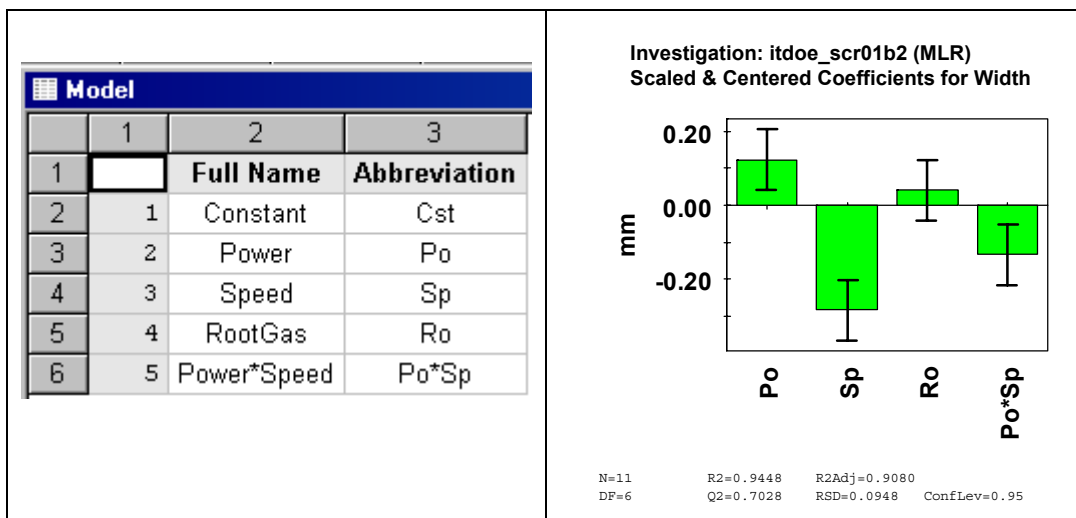 Model
1 2 3
1 Full Name Abbreviation
2 1 Constant Cst
3 2 Power Po
4 3 Speed Sp
5 4 RootGas Ro
6 5 Power*Speed Po*Sp
Investigation: itdoe_scr01b2 (MLR)
Scaled & Centered Coefficients for Width
0.20
0.00
-0.20
mm
Po
Sp
Ro
Po*Sp
N=11 R2=0.9448 R2Adj=0.9080
DF=6 Q2=0.7028 RSD=0.0948 ConfLev=0.95